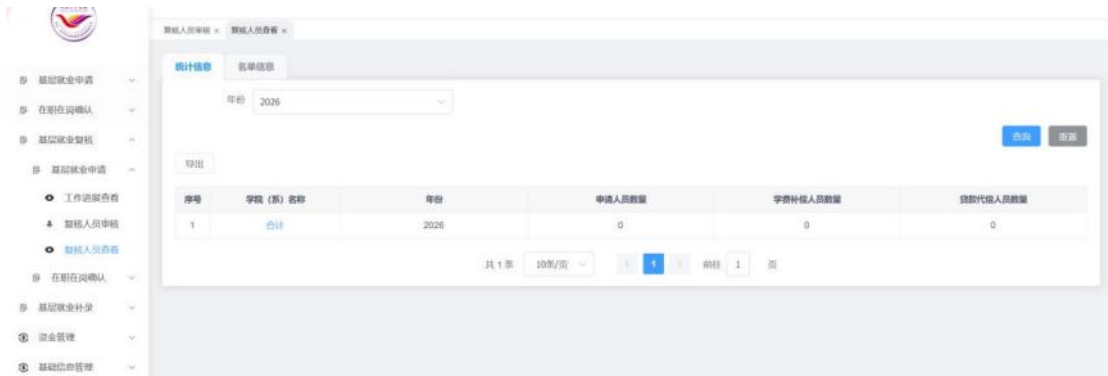 复核人员审核 × 复核人员查看 ×
统计信息 名单信息
年份 2026
查询 重置
导出
序号 学院（系）名称 年份 申请人员数量 学费补偿人员数量 贷款代偿人员数量
1 合计 2026 0 0 0
共 1 条 10条/页 1 前往 1 页
基层就业申请
在职在岗确认
基层就业复核
基层就业申请
工作进展查看
复核人员审核
复核人员查看
在职在岗确认
基层就业补录
资金管理
基础信息管理